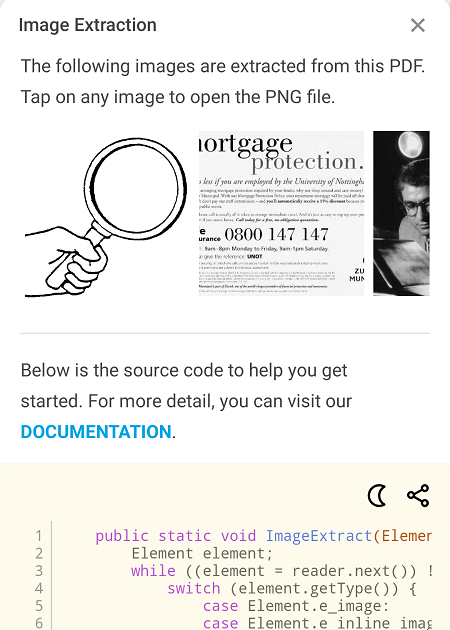 Image Extraction
The following images are extracted from this PDF.
Tap on any image to open the PNG file.
ortgage
protection.
s less if you are employed by the University of Nottingh
urance 0800 147 147
9am-8pm Monday to Friday, 9am-1pm Saturday.
give the reference: UNOT
ZU
MUN
Below is the source code to help you get
started. For more detail, you can visit our
DOCUMENTATION.
1 public static void ImageExtract(Elemen
2 Element element;
3 while ((element = reader.next()) !
4 switch (element.getType()) {
5 case Element.e_image:
6 case Element.e_inline_imag